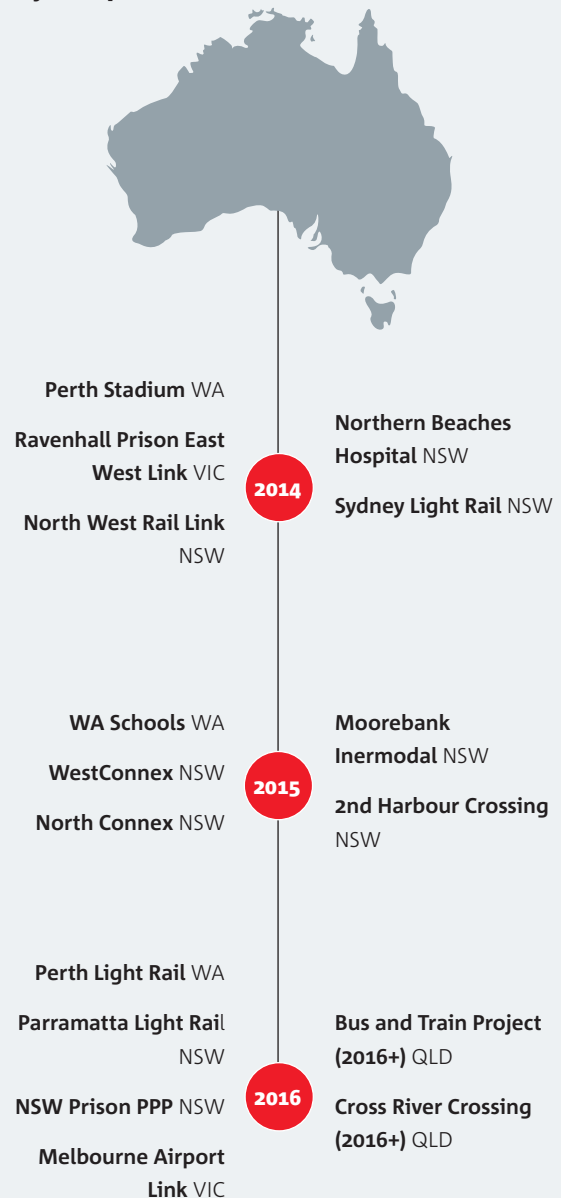 Perth Stadium WA
Ravenhall Prison East
West Link VIC
North West Rail Link
NSW
2014
Northern Beaches
Hospital NSW
Sydney Light Rail NSW
WA Schools WA
WestConnex NSW
North Connex NSW
2015
Moorebank
Inermodal NSW
2nd Harbour Crossing
NSW
Perth Light Rail WA
Parramatta Light Rail
NSW
NSW Prison PPP NSW
Melbourne Airport
Link VIC
2016
Bus and Train Project
(2016+) QLD
Cross River Crossing
(2016+) QLD